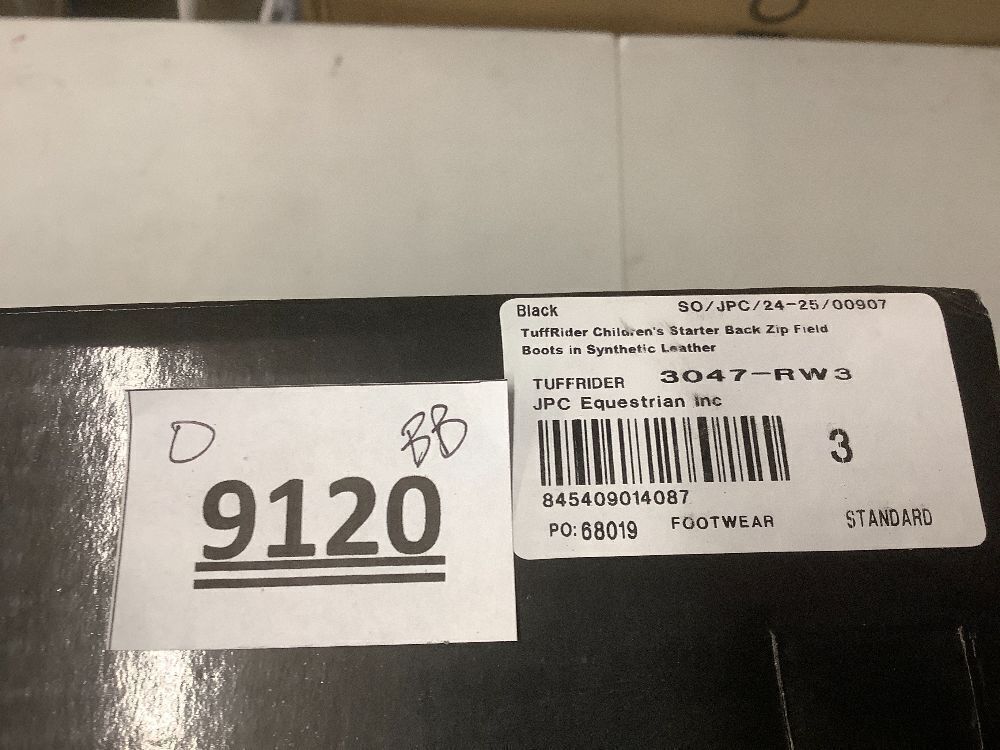 D BB
9120
Black SO/JPC/24-25/00907
TuffRider Children's Starter Back Zip Field
Boots in Synthetic Leather
TUFFRIDER 3047-RW3
JPC Equestrian Inc
3
845409014087
PO: 68019 FOOTWEAR STANDARD